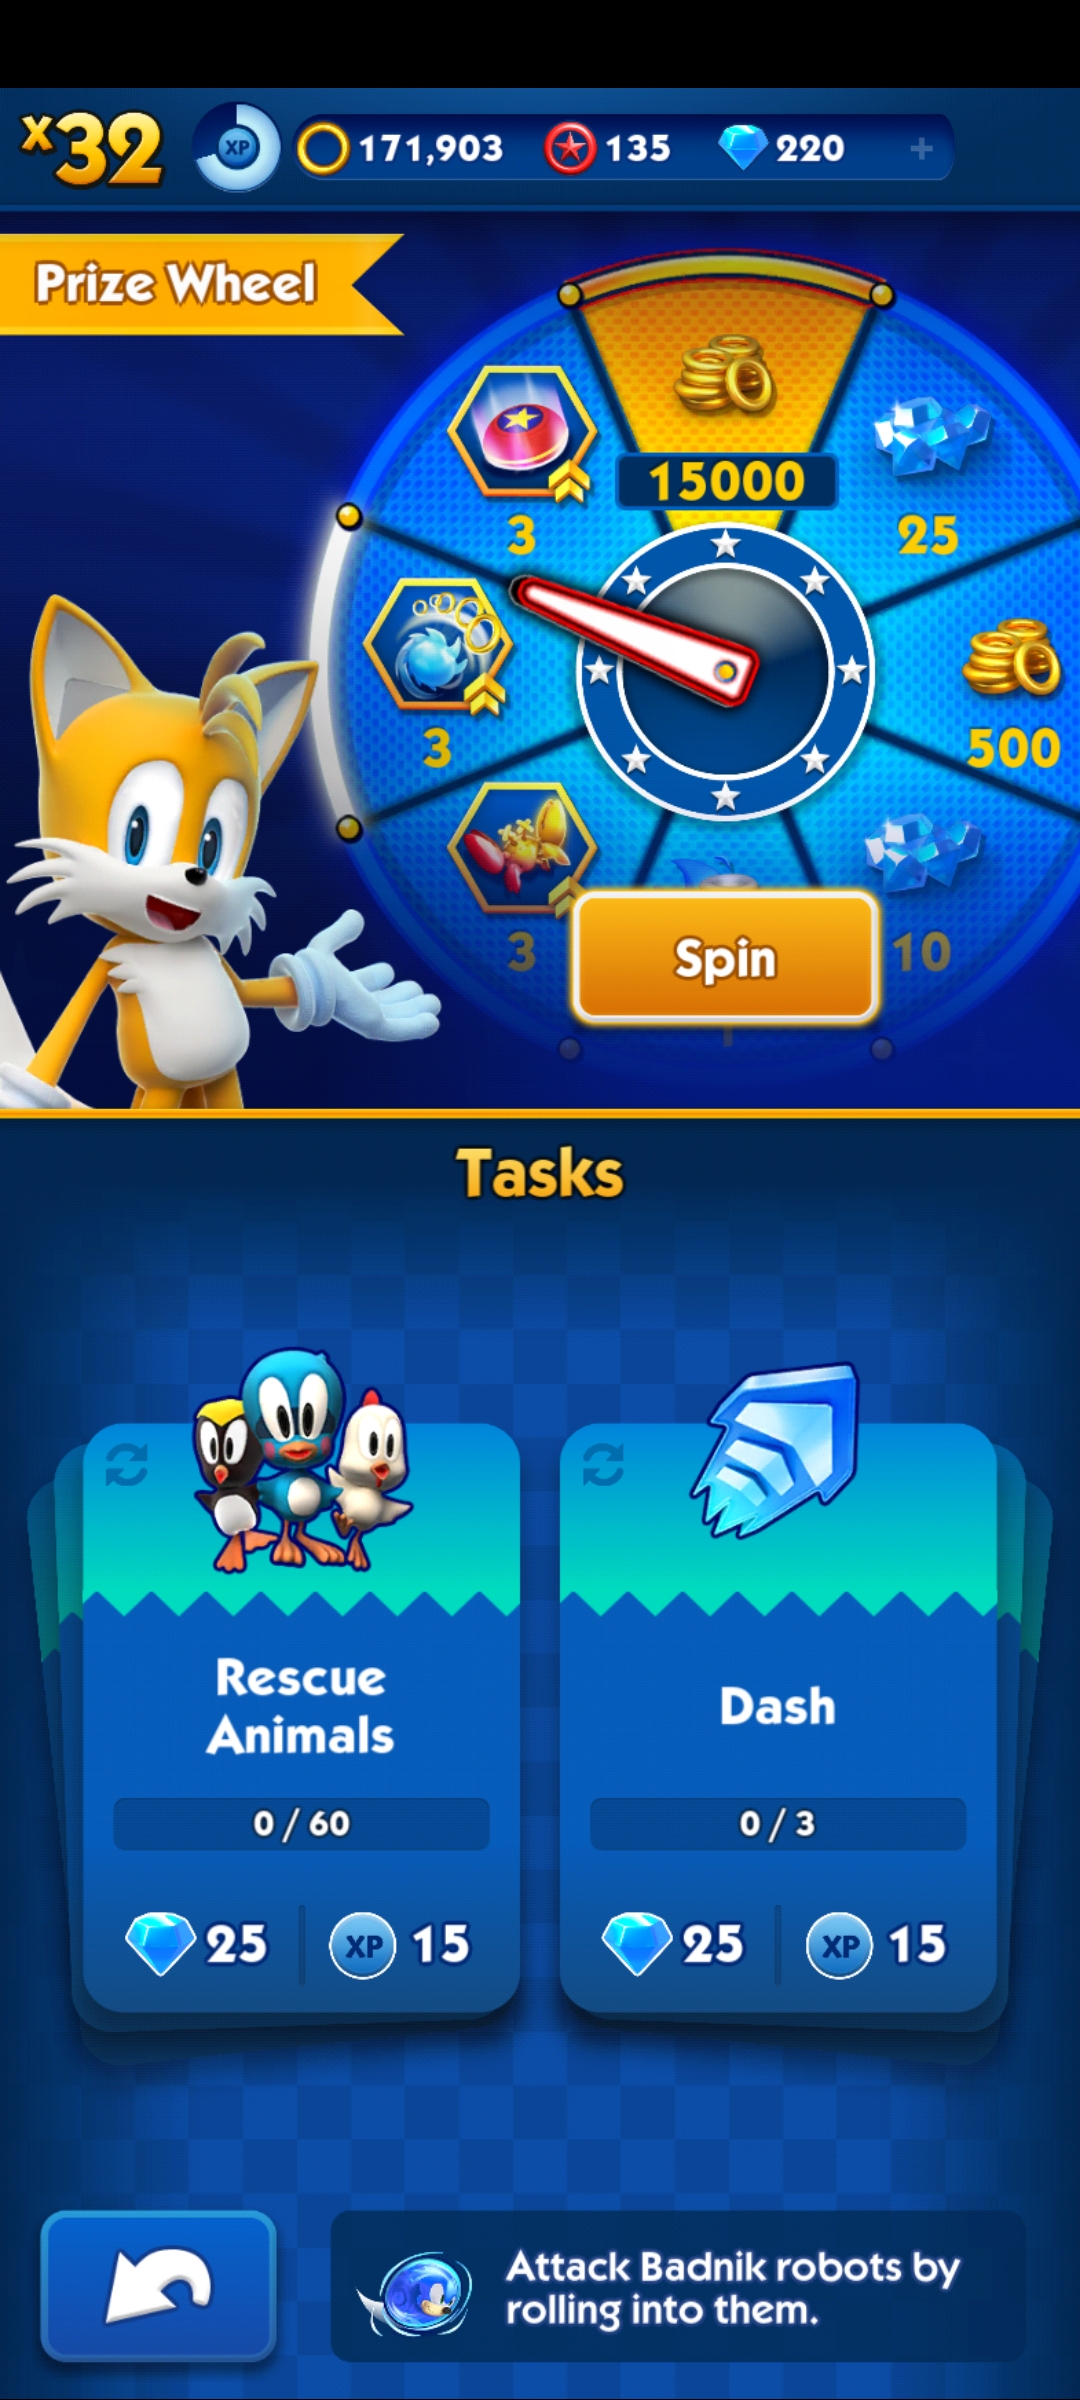 x32
XP
171,903
135
220
+
Prize Wheel
15000
3
25
3
500
3
10
Spin
Tasks
Rescue
Animals
0 / 60
25
XP 15
Dash
0 / 3
25
XP 15
Attack Badnik robots by
rolling into them.